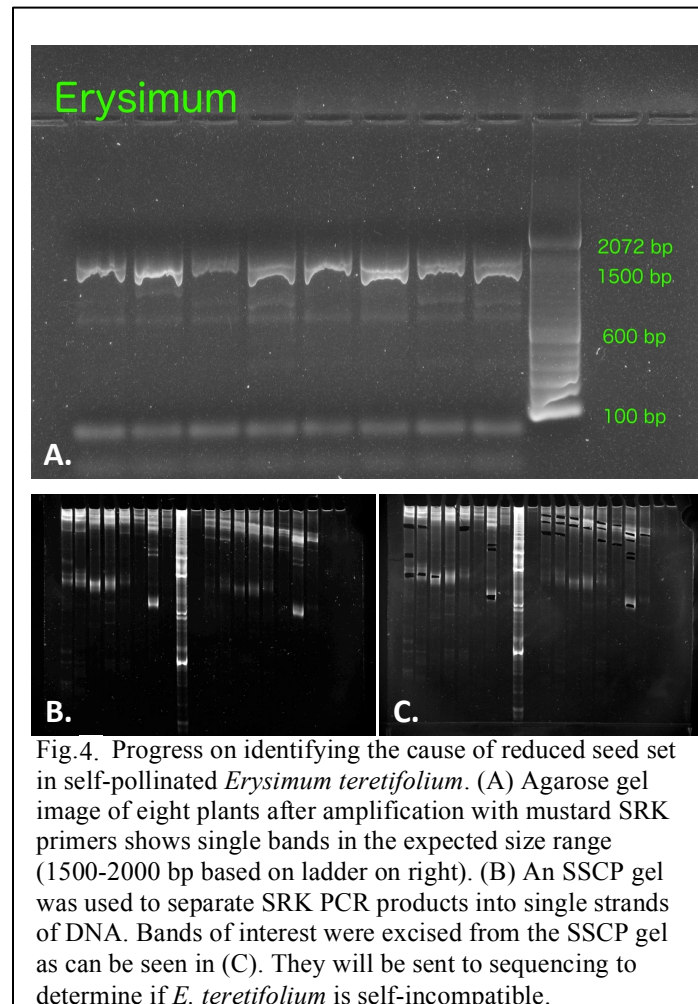 Erysimum
2072 bp
1500 bp
600 bp
100 bp
A.
B.
C.
Fig.4. Progress on identifying the cause of reduced seed set
in self-pollinated Erysimum teretifolium. (A) Agarose gel
image of eight plants after amplification with mustard SRK
primers shows single bands in the expected size range
(1500-2000 bp based on ladder on right). (B) An SSCP gel
was used to separate SRK PCR products into single strands
of DNA. Bands of interest were excised from the SSCP gel
as can be seen in (C). They will be sent to sequencing to
determine if E. teretifolium is self-incompatible.